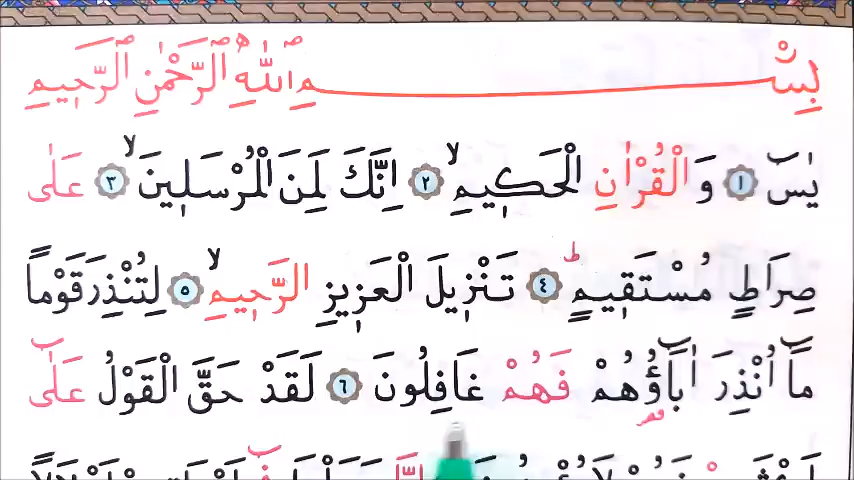 بِسْمِ اللّٰهِ الرَّحْمٰنِ الرَّحِيمِ
يٰسٓ ١ وَالْقُرْاٰنِ الْحَكِيمِۙ ٢ اِنَّكَ لَمِنَ الْمُرْسَلِينَۙ ٣ عَلٰى
صِرَاطٍ مُسْتَقِيمٍۜ ٤ تَنْزِيلَ الْعَزِيزِ الرَّحِيمِۙ ٥ لِتُنْذِرَ قَوْمًا
مَٓا اُنْذِرَ اٰبَٓاؤُ۬هُمْ فَهُمْ غَافِلُونَ ٦ لَقَدْ حَقَّ الْقَوْلُ عَلٰٓى